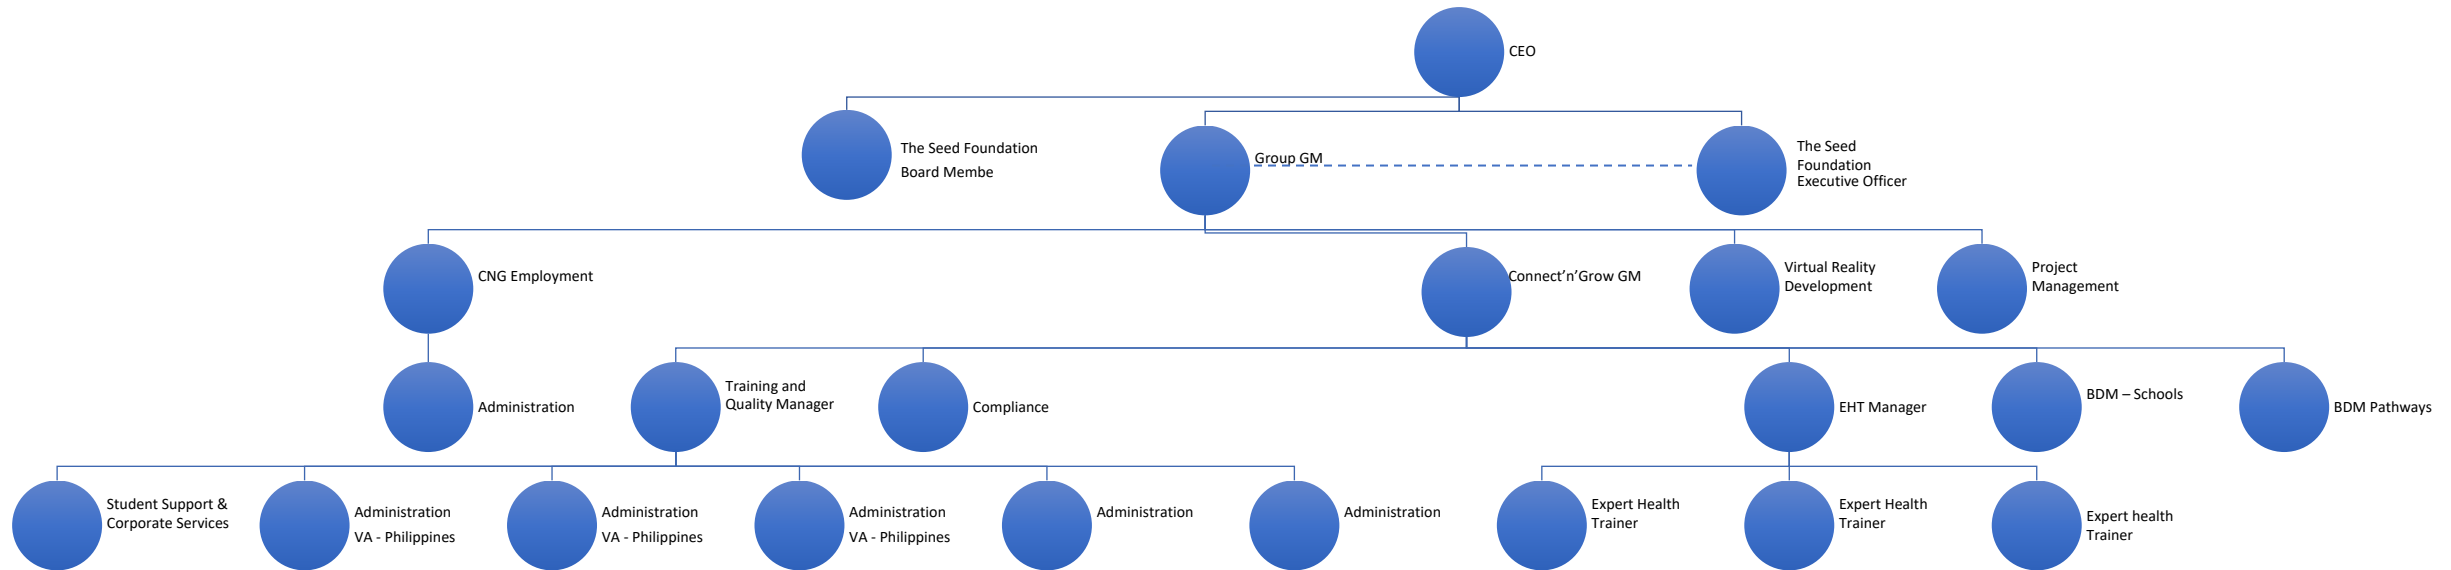 CEO
The Seed Foundation
Board Membe
Group GM
The Seed
Foundation
Executive Officer
CNG Employment
Connect’n’Grow GM
Virtual Reality
Development
Project
Management
Administration
Training and
Quality Manager
Compliance
EHT Manager
BDM – Schools
BDM Pathways
Student Support &
Corporate Services
Administration
VA - Philippines
Administration
VA - Philippines
Administration
VA - Philippines
Administration
Administration
Expert Health
Trainer
Expert Health
Trainer
Expert health
Trainer